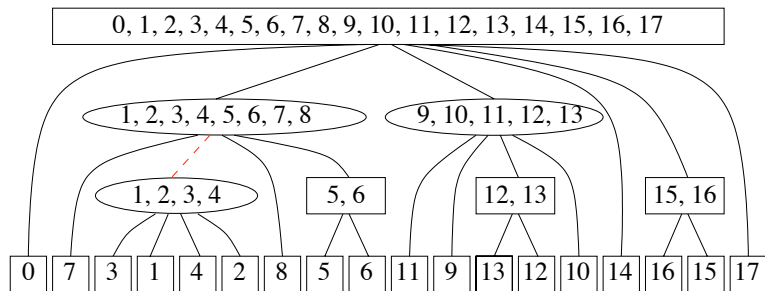 0, 1, 2, 3, 4, 5, 6, 7, 8, 9, 10, 11, 12, 13, 14, 15, 16, 17
1, 2, 3, 4, 5, 6, 7, 8 9, 10, 11, 12, 13
1, 2, 3, 4 5, 6 12, 13 15, 16
0 7 3 1 4 2 8 5 6 11 9 13 12 10 14 16 15 17